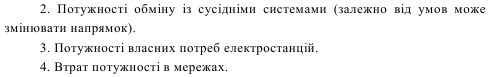 2. Потужності обміну із сусідніми системами (залежно від умов може
змінювати напрямок).
3. Потужності власних потреб електростанцій.
4. Втрат потужності в мережах.